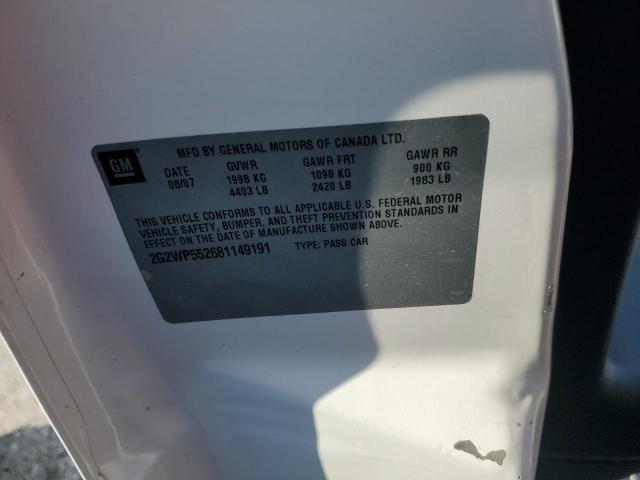 GM
MFD BY GENERAL MOTORS OF CANADA LTD.
DATE GVWR GAWR FRT GAWR RR
08/07 1998 KG 1098 KG 900 KG
4403 LB 2420 LB 1983 LB
THIS VEHICLE CONFORMS TO ALL APPLICABLE U.S. FEDERAL MOTOR
VEHICLE SAFETY, BUMPER, AND THEFT PREVENTION STANDARDS IN
EFFECT ON THE DATE OF MANUFACTURE SHOWN ABOVE.
2G2WP552681149191 TYPE: PASS CAR